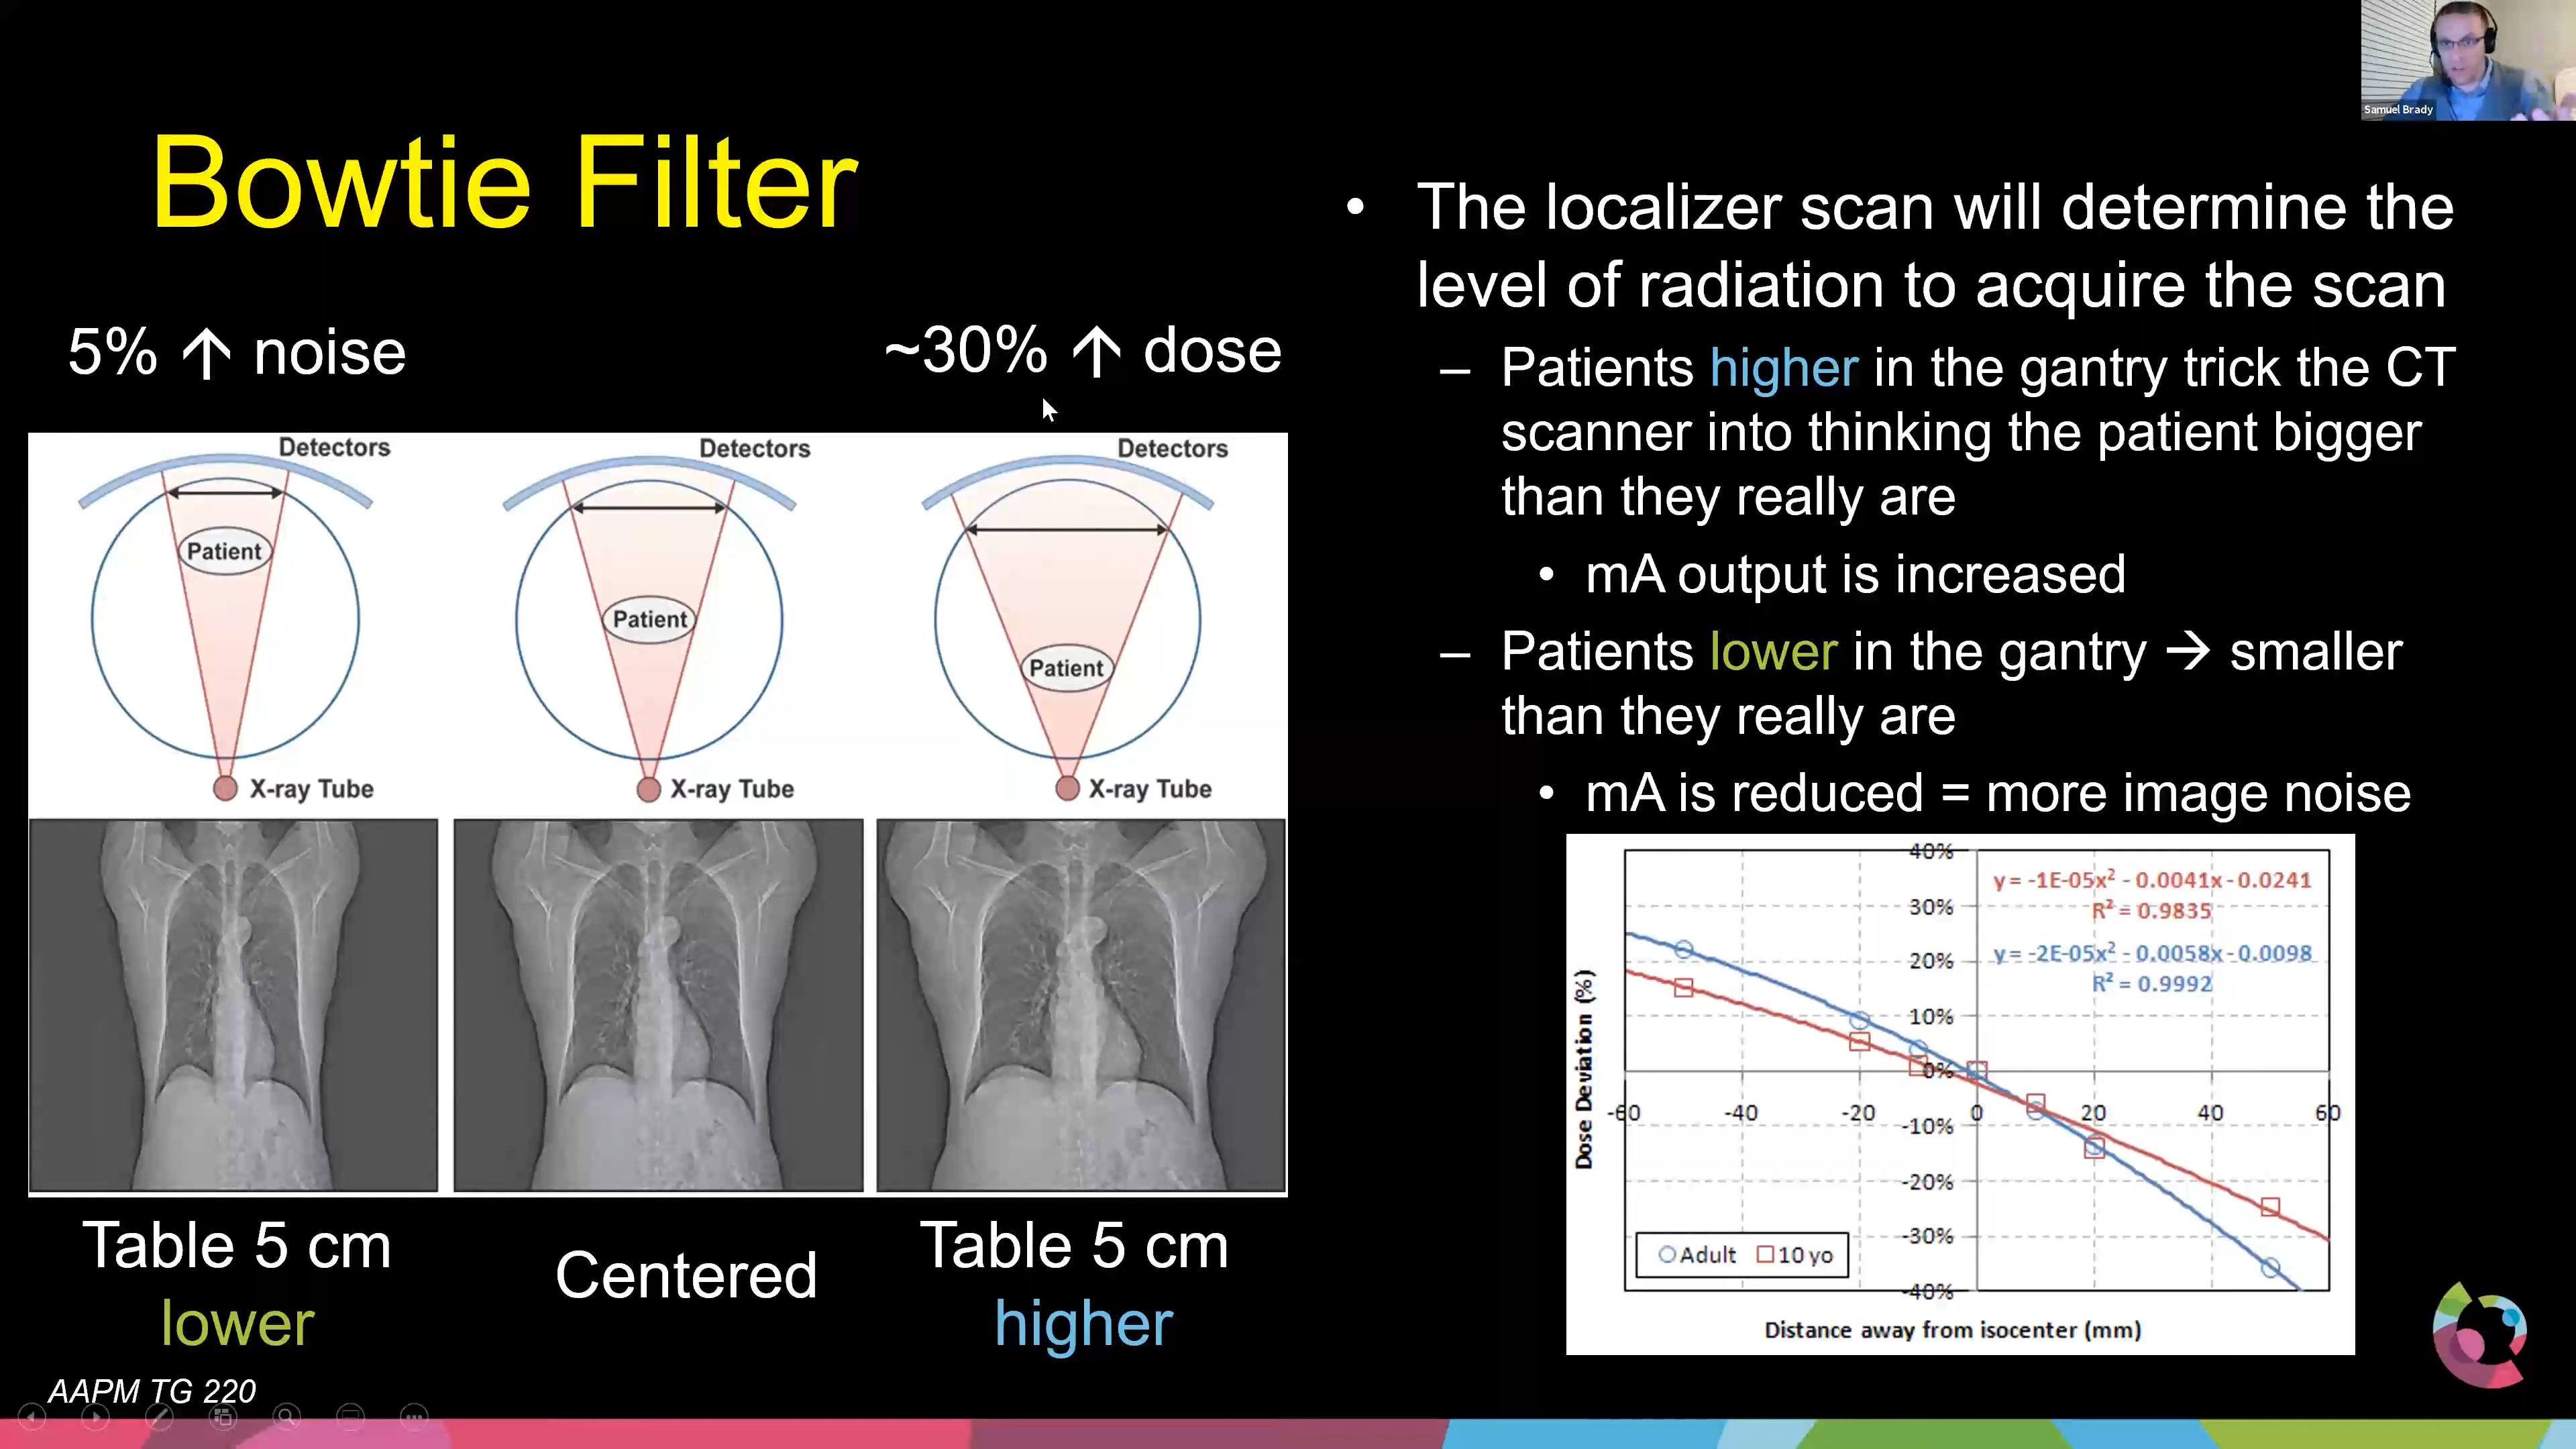 Samuel Brady
Bowtie Filter
5% ↑ noise
~30% ↑ dose
Detectors
Patient
X-ray Tube
Detectors
Patient
X-ray Tube
Detectors
Patient
X-ray Tube
Table 5 cm
lower
Centered
Table 5 cm
higher
AAPM TG 220
• The localizer scan will determine the
level of radiation to acquire the scan
– Patients higher in the gantry trick the CT
scanner into thinking the patient bigger
than they really are
• mA output is increased
– Patients lower in the gantry → smaller
than they really are
• mA is reduced = more image noise
40%
30%
20%
10%
0%
-10%
-20%
-30%
-40%
y = -1E-05x² - 0.0041x - 0.0241
R² = 0.9835
y = -2E-05x² - 0.0058x - 0.0098
R² = 0.9992
-60 -40 -20 0 20 40 60
Dose Deviation (%)
Adult 10 yo
Distance away from isocenter (mm)